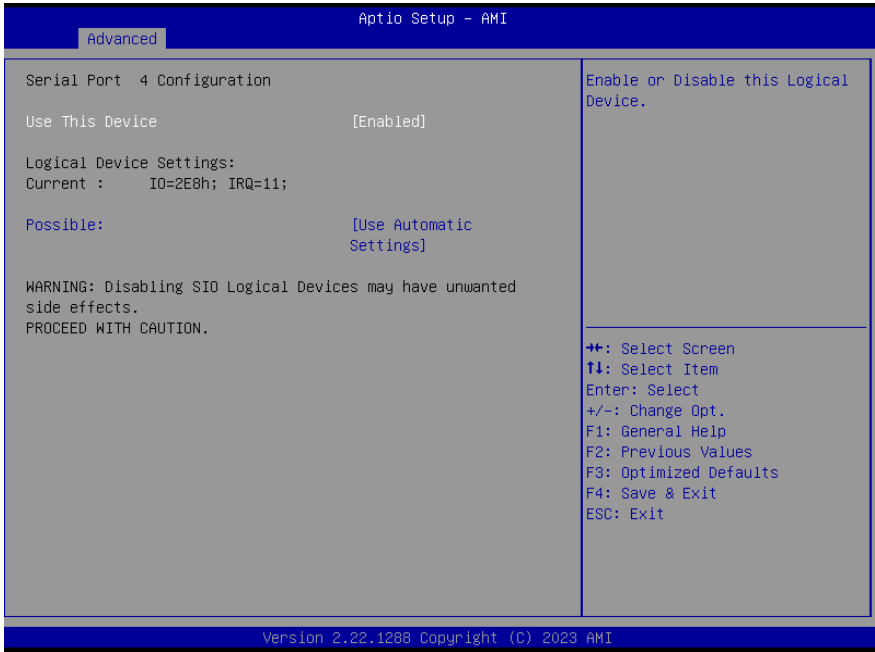 Aptio Setup – AMI
Advanced
Serial Port  4 Configuration
Use This Device [Enabled]
Logical Device Settings:
Current :     IO=2E8h; IRQ=11;
Possible: [Use Automatic
Settings]
WARNING: Disabling SIO Logical Devices may have unwanted
side effects.
PROCEED WITH CAUTION.
Enable or Disable this Logical
Device.
→←: Select Screen
↑↓: Select Item
Enter: Select
+/-: Change Opt.
F1: General Help
F2: Previous Values
F3: Optimized Defaults
F4: Save & Exit
ESC: Exit
Version 2.22.1288 Copyright (C) 2023 AMI